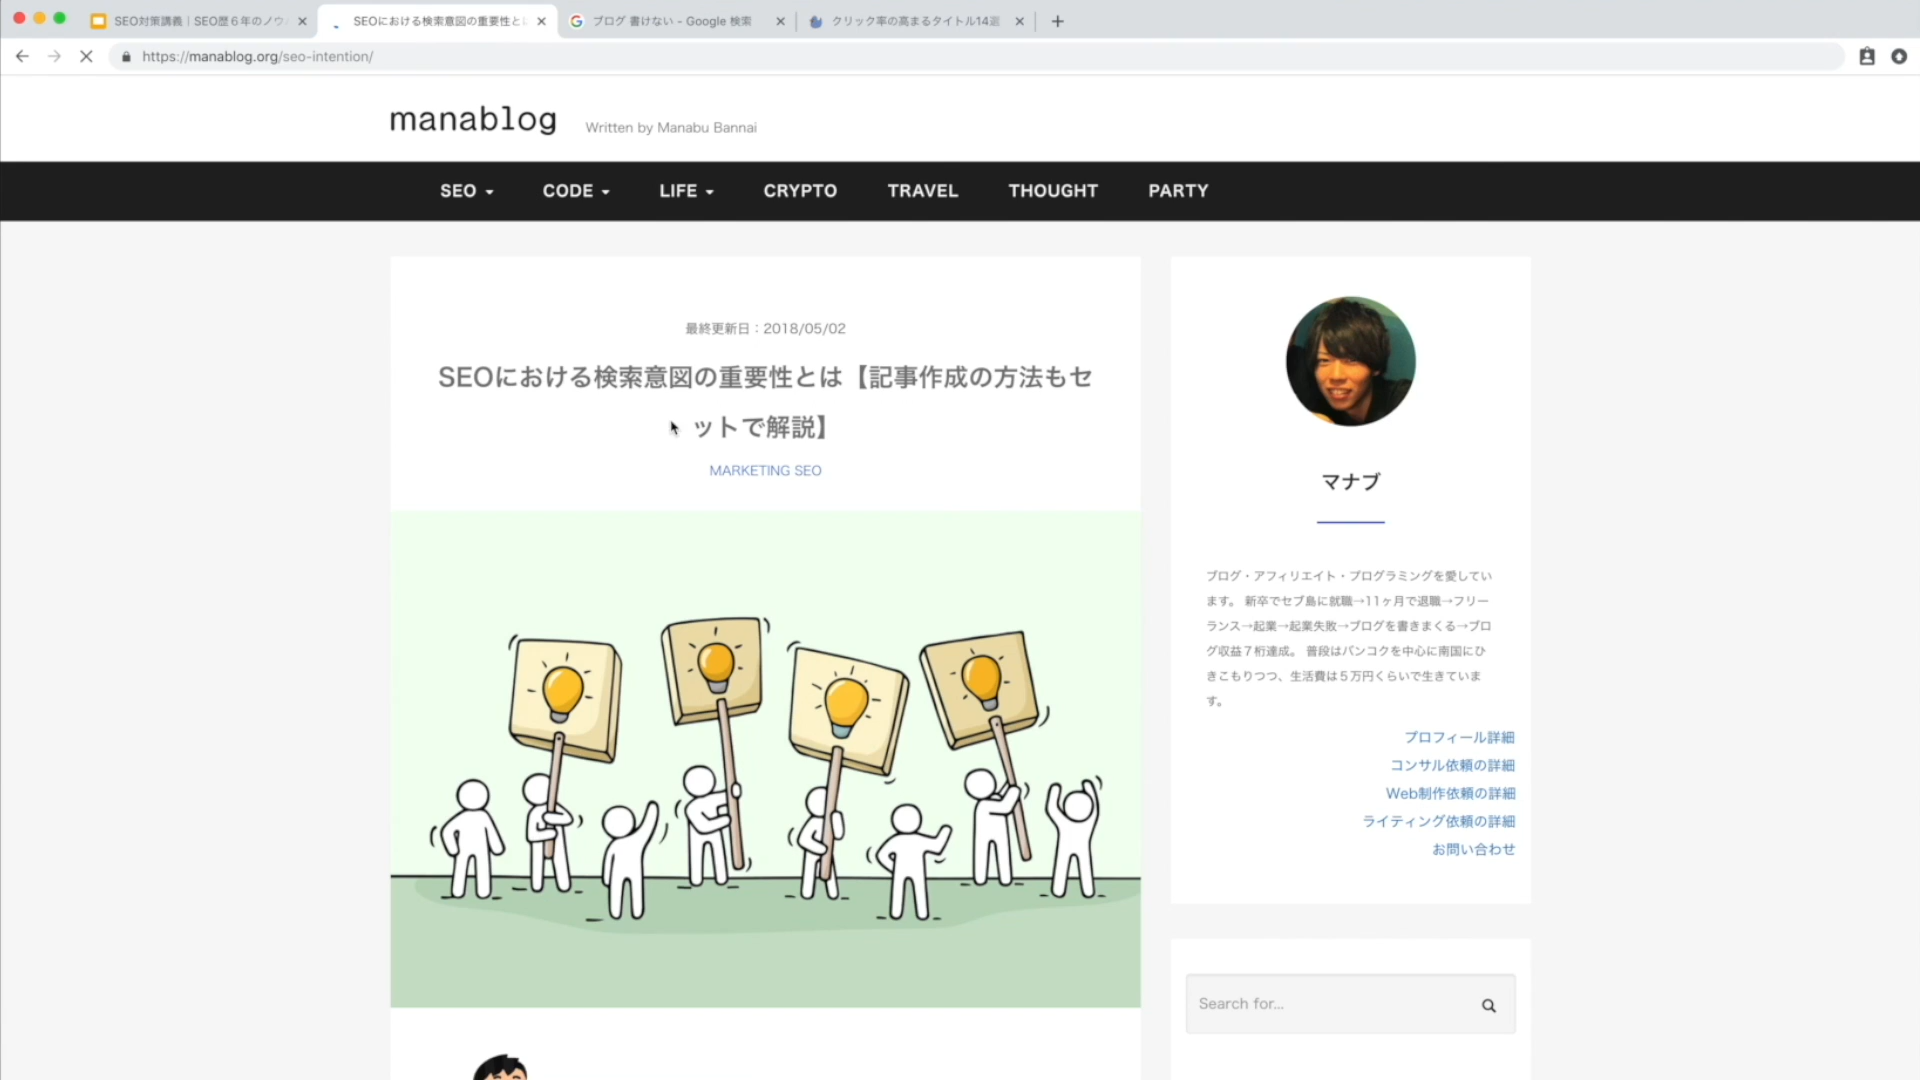 SEO対策講義｜SEO歴６年のノウハ
SEOにおける検索意図の重要性とは
ブログ 書けない - Google 検索
クリック率の高まるタイトル14選
https://manablog.org/seo-intention/
manablog
Written by Manabu Bannai
SEO
CODE
LIFE
CRYPTO
TRAVEL
THOUGHT
PARTY
最終更新日：2018/05/02
SEOにおける検索意図の重要性とは【記事作成の方法もセ
ットで解説】
MARKETING SEO
マナブ
ブログ・アフィリエイト・プログラミングを愛してい
ます。 新卒でセブ島に就職→11ヶ月で退職→フリー
ランス→起業→起業失敗→ブログを書きまくる→ブロ
グ収益７桁達成。 普段はバンコクを中心に南国にひ
きこもりつつ、生活費は５万円くらいで生きていま
す。
プロフィール詳細
コンサル依頼の詳細
Web制作依頼の詳細
ライティング依頼の詳細
お問い合わせ
Search for...